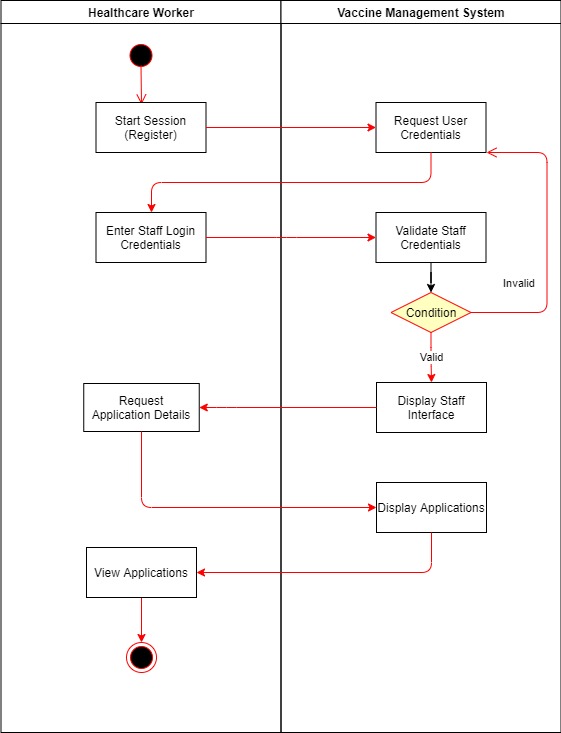 Healthcare Worker
Vaccine Management System
Start Session
(Register)
Request User
Credentials
Enter Staff Login
Credentials
Validate Staff
Credentials
Invalid
Condition
Valid
Request
Application Details
Display Staff
Interface
Display Applications
View Applications